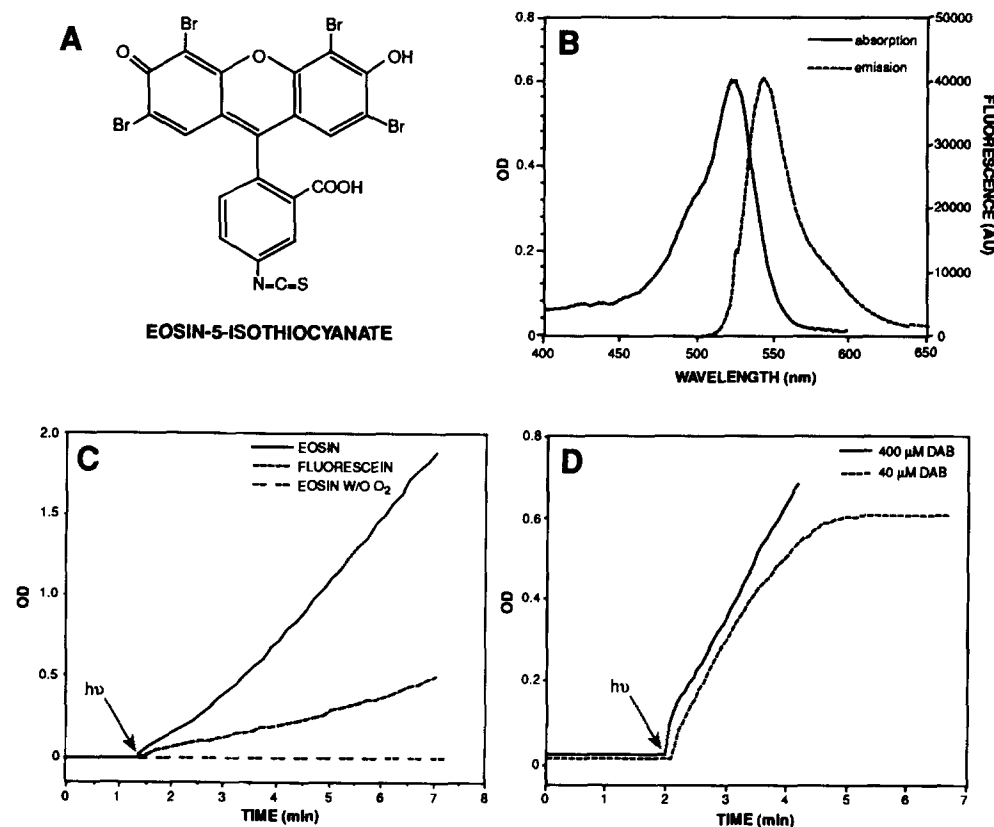 A
Br
Br
O
O
OH
Br
Br
COOH
N=C=S
EOSIN-5-ISOTHIOCYANATE
B
absorption
emission
0.8
0.6
0.4
0.2
0
OD
50000
40000
30000
20000
10000
0
FLUORESCENCE (AU)
400
450
500
550
600
650
WAVELENGTH (nm)
C
EOSIN
FLUORESCEIN
EOSIN W/O O₂
2.0
1.5
1.0
0.5
0
OD
hυ
0
1
2
3
4
5
6
7
8
TIME (min)
D
400 µM DAB
40 µM DAB
0.8
0.6
0.4
0.2
0
OD
hυ
0
1
2
3
4
5
6
7
TIME (min)